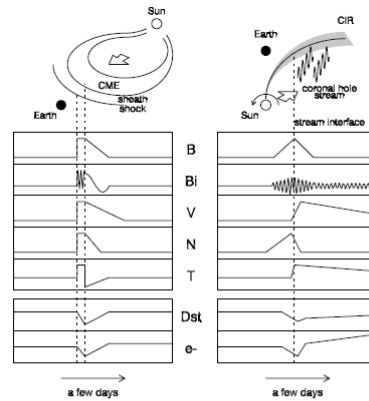 Sun
CME
sheath
shock
Earth
Earth
CIR
coronal hole
stream
Sun
stream interface
B
Bi
V
N
T
Dst
e-
a few days
a few days